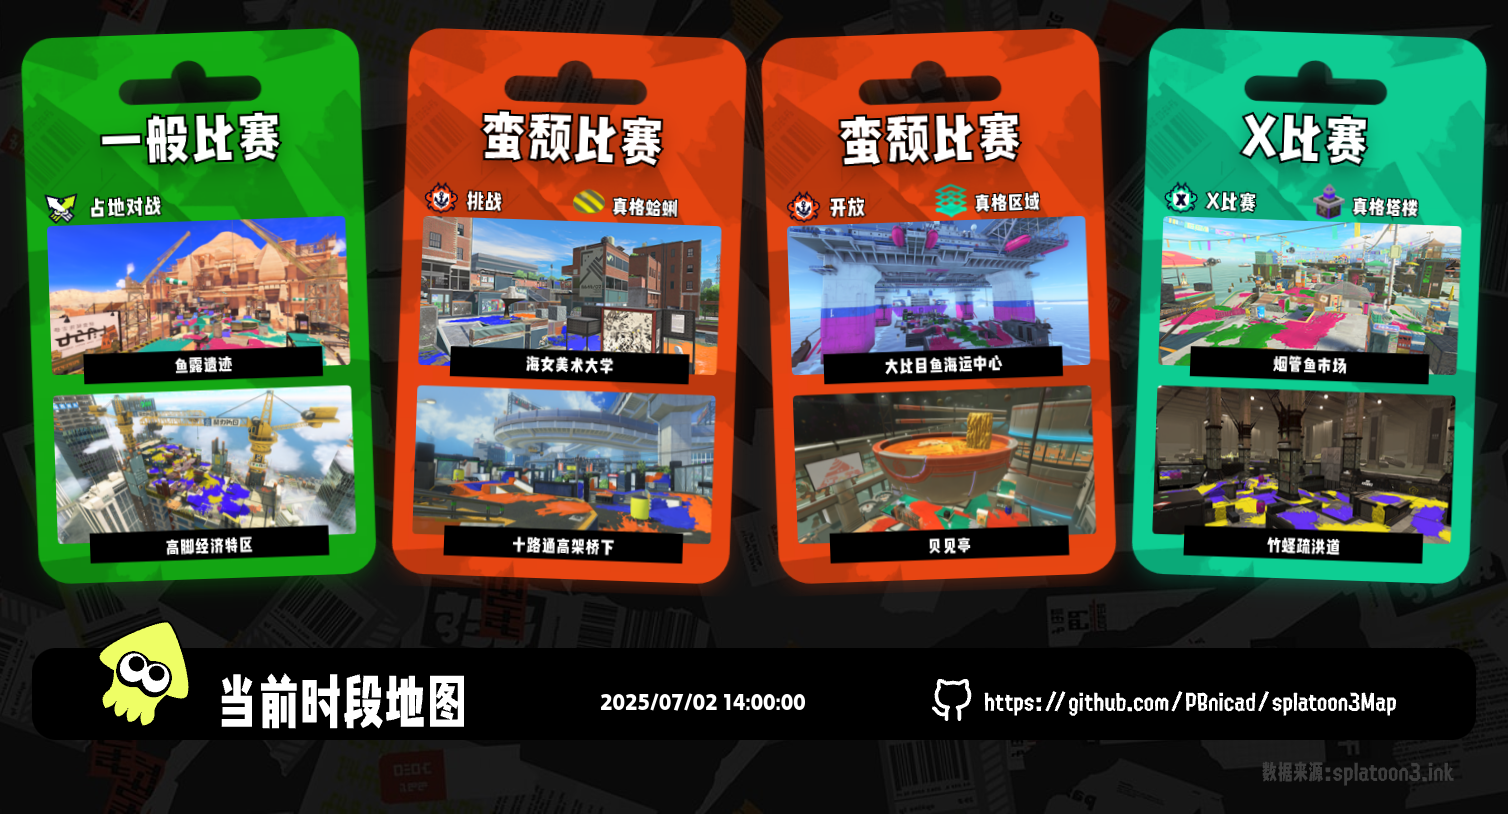 一般比赛
占地对战
鱼露遗迹
高脚经济特区
蛮颓比赛
挑战
真格蛤蜊
海女美术大学
十路通高架桥下
蛮颓比赛
开放
真格区域
大比目鱼海运中心
贝见亭
X比赛
X比赛
真格塔楼
烟管鱼市场
竹蛏疏洪道
当前时段地图
2025/07/02 14:00:00
https://github.com/PBnicad/splatoon3Map
数据来源:splatoon3.ink